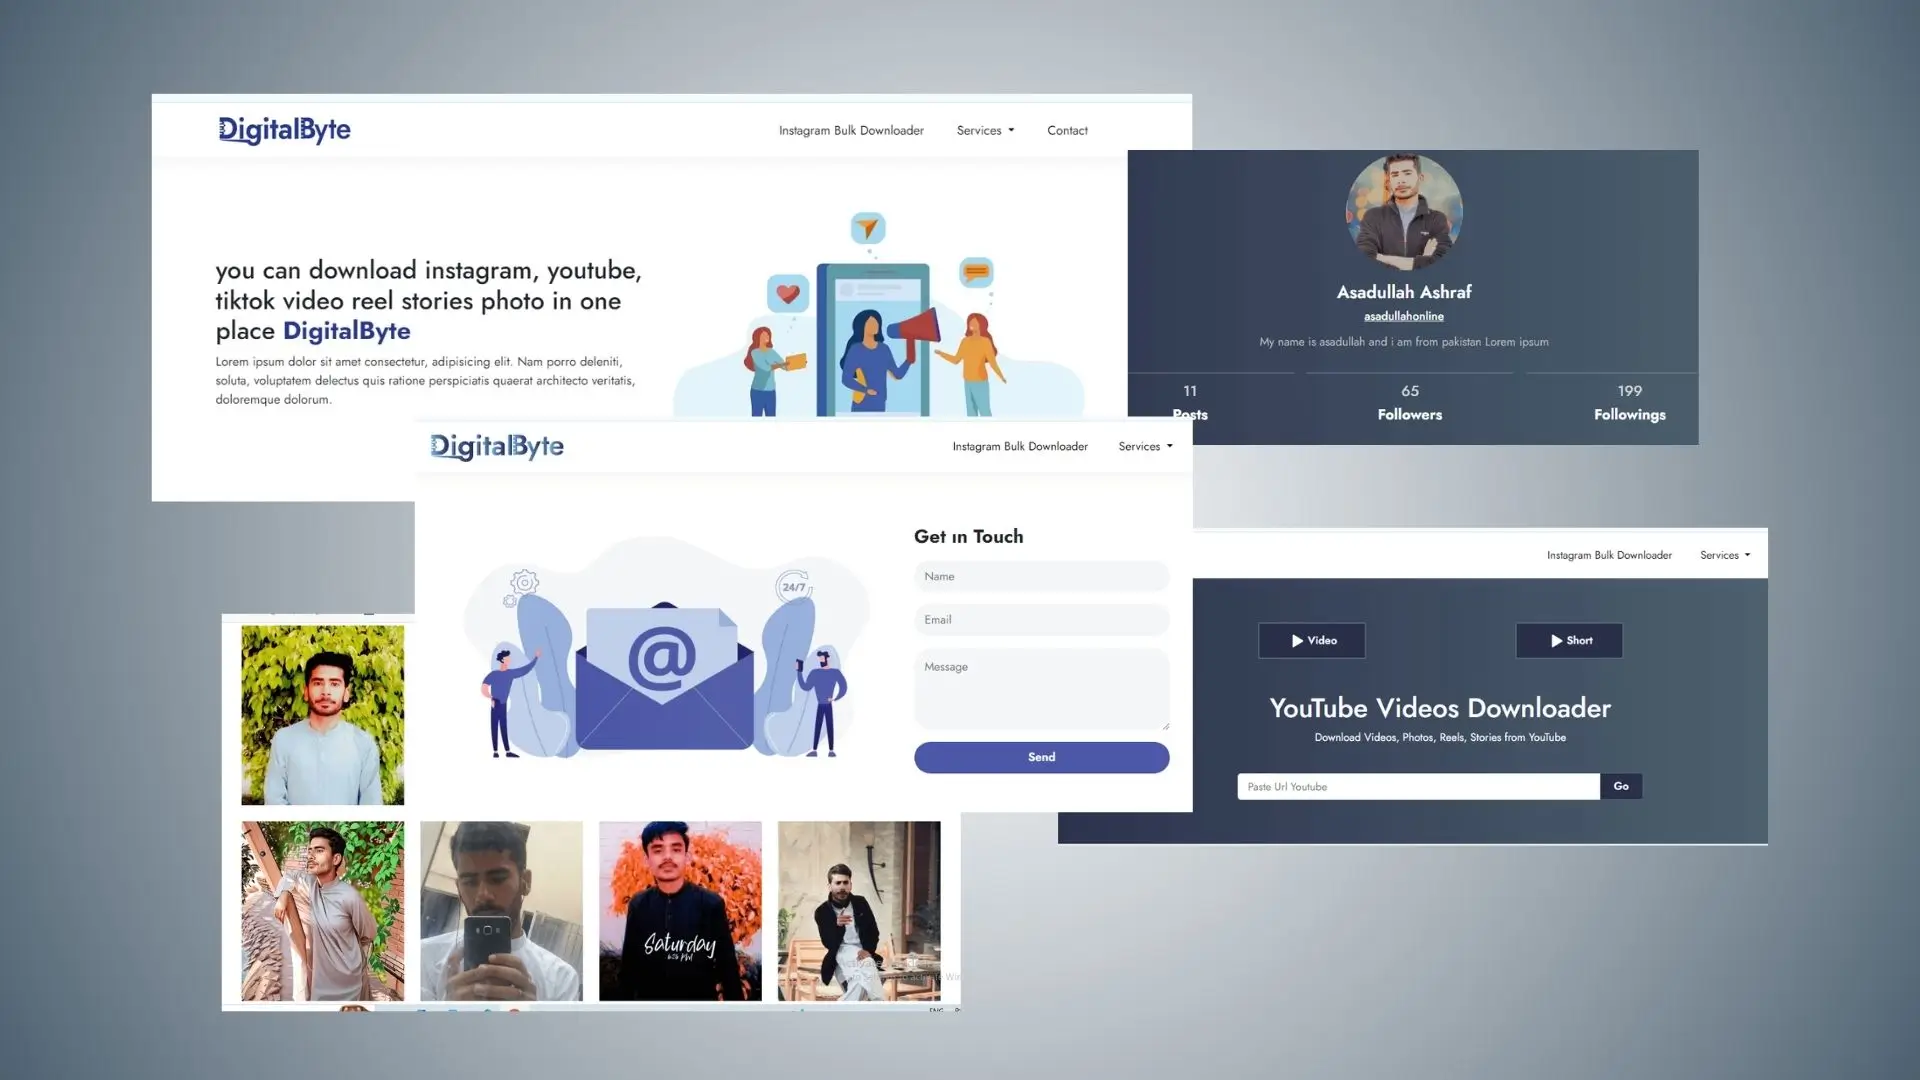 DigitalByte
Instagram Bulk Downloader
Services
Contact
you can download instagram, youtube,
tiktok video reel stories photo in one
place DigitalByte
Lorem ipsum dolor sit amet consectetur, adipisicing elit. Nam porro deleniti,
soluta, voluptatem delectus quis ratione perspiciatis quaerat architecto veritatis,
doloremque dolorum.
Asadullah Ashraf
asadullahonline
My name is asadullah and i am from pakistan Lorem ipsum
11
Posts
65
Followers
199
Followings
DigitalByte
Instagram Bulk Downloader
Services
Get in Touch
24/7
@
Name
Email
Message
Send
Instagram Bulk Downloader
Services
Video
Short
YouTube Videos Downloader
Download Videos, Photos, Reels, Stories from YouTube
Paste Url Youtube
Go
Saturday